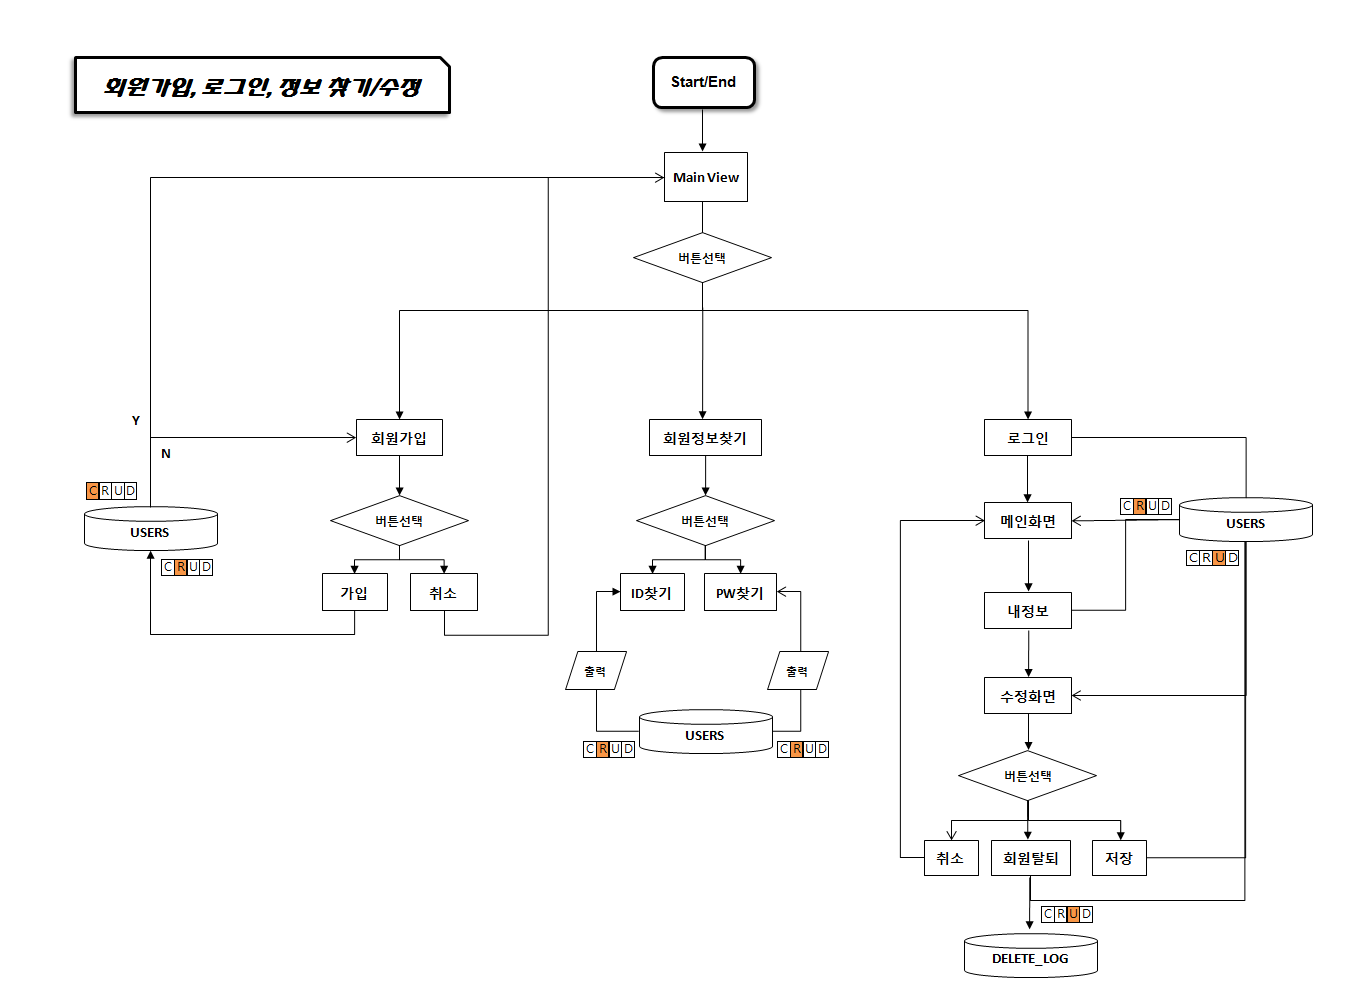 회원가입, 로그인, 정보 찾기/수정
Start/End
Main View
버튼선택
Y
N
회원가입
회원정보찾기
로그인
CRUD
USERS
CRUD
버튼선택
버튼선택
메인화면
CRUD
USERS
CRUD
가입
취소
ID찾기
PW찾기
내정보
출력
출력
수정화면
USERS
CRUD
CRUD
버튼선택
취소
회원탈퇴
저장
CRUD
DELETE_LOG